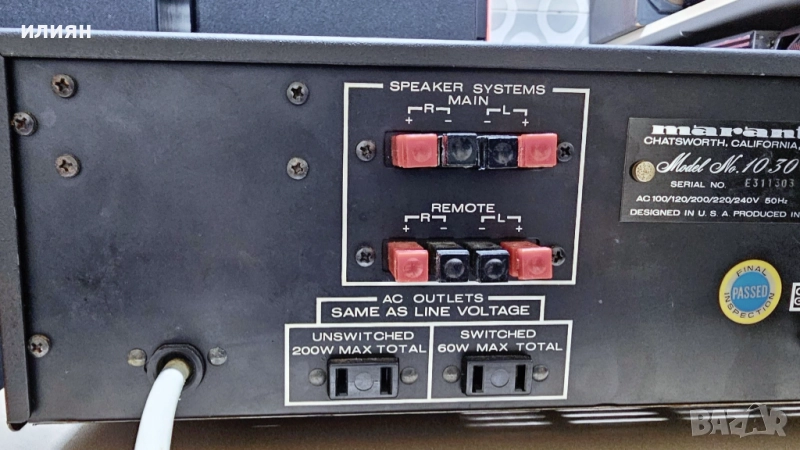 илиян
SPEAKER SYSTEMS
MAIN
R L
+ - - +
REMOTE
R L
+ - - +
AC OUTLETS
SAME AS LINE VOLTAGE
UNSWITCHED
200W MAX TOTAL
SWITCHED
60W MAX TOTAL
marant
CHATSWORTH, CALIFORNIA,
Model No. 1030
SERIAL NO. E311303
AC 100/120/200/220/240V 50Hz
DESIGNED IN U.S.A. PRODUCED IN
FINAL
PASSED
INSPECTION
BAZAR